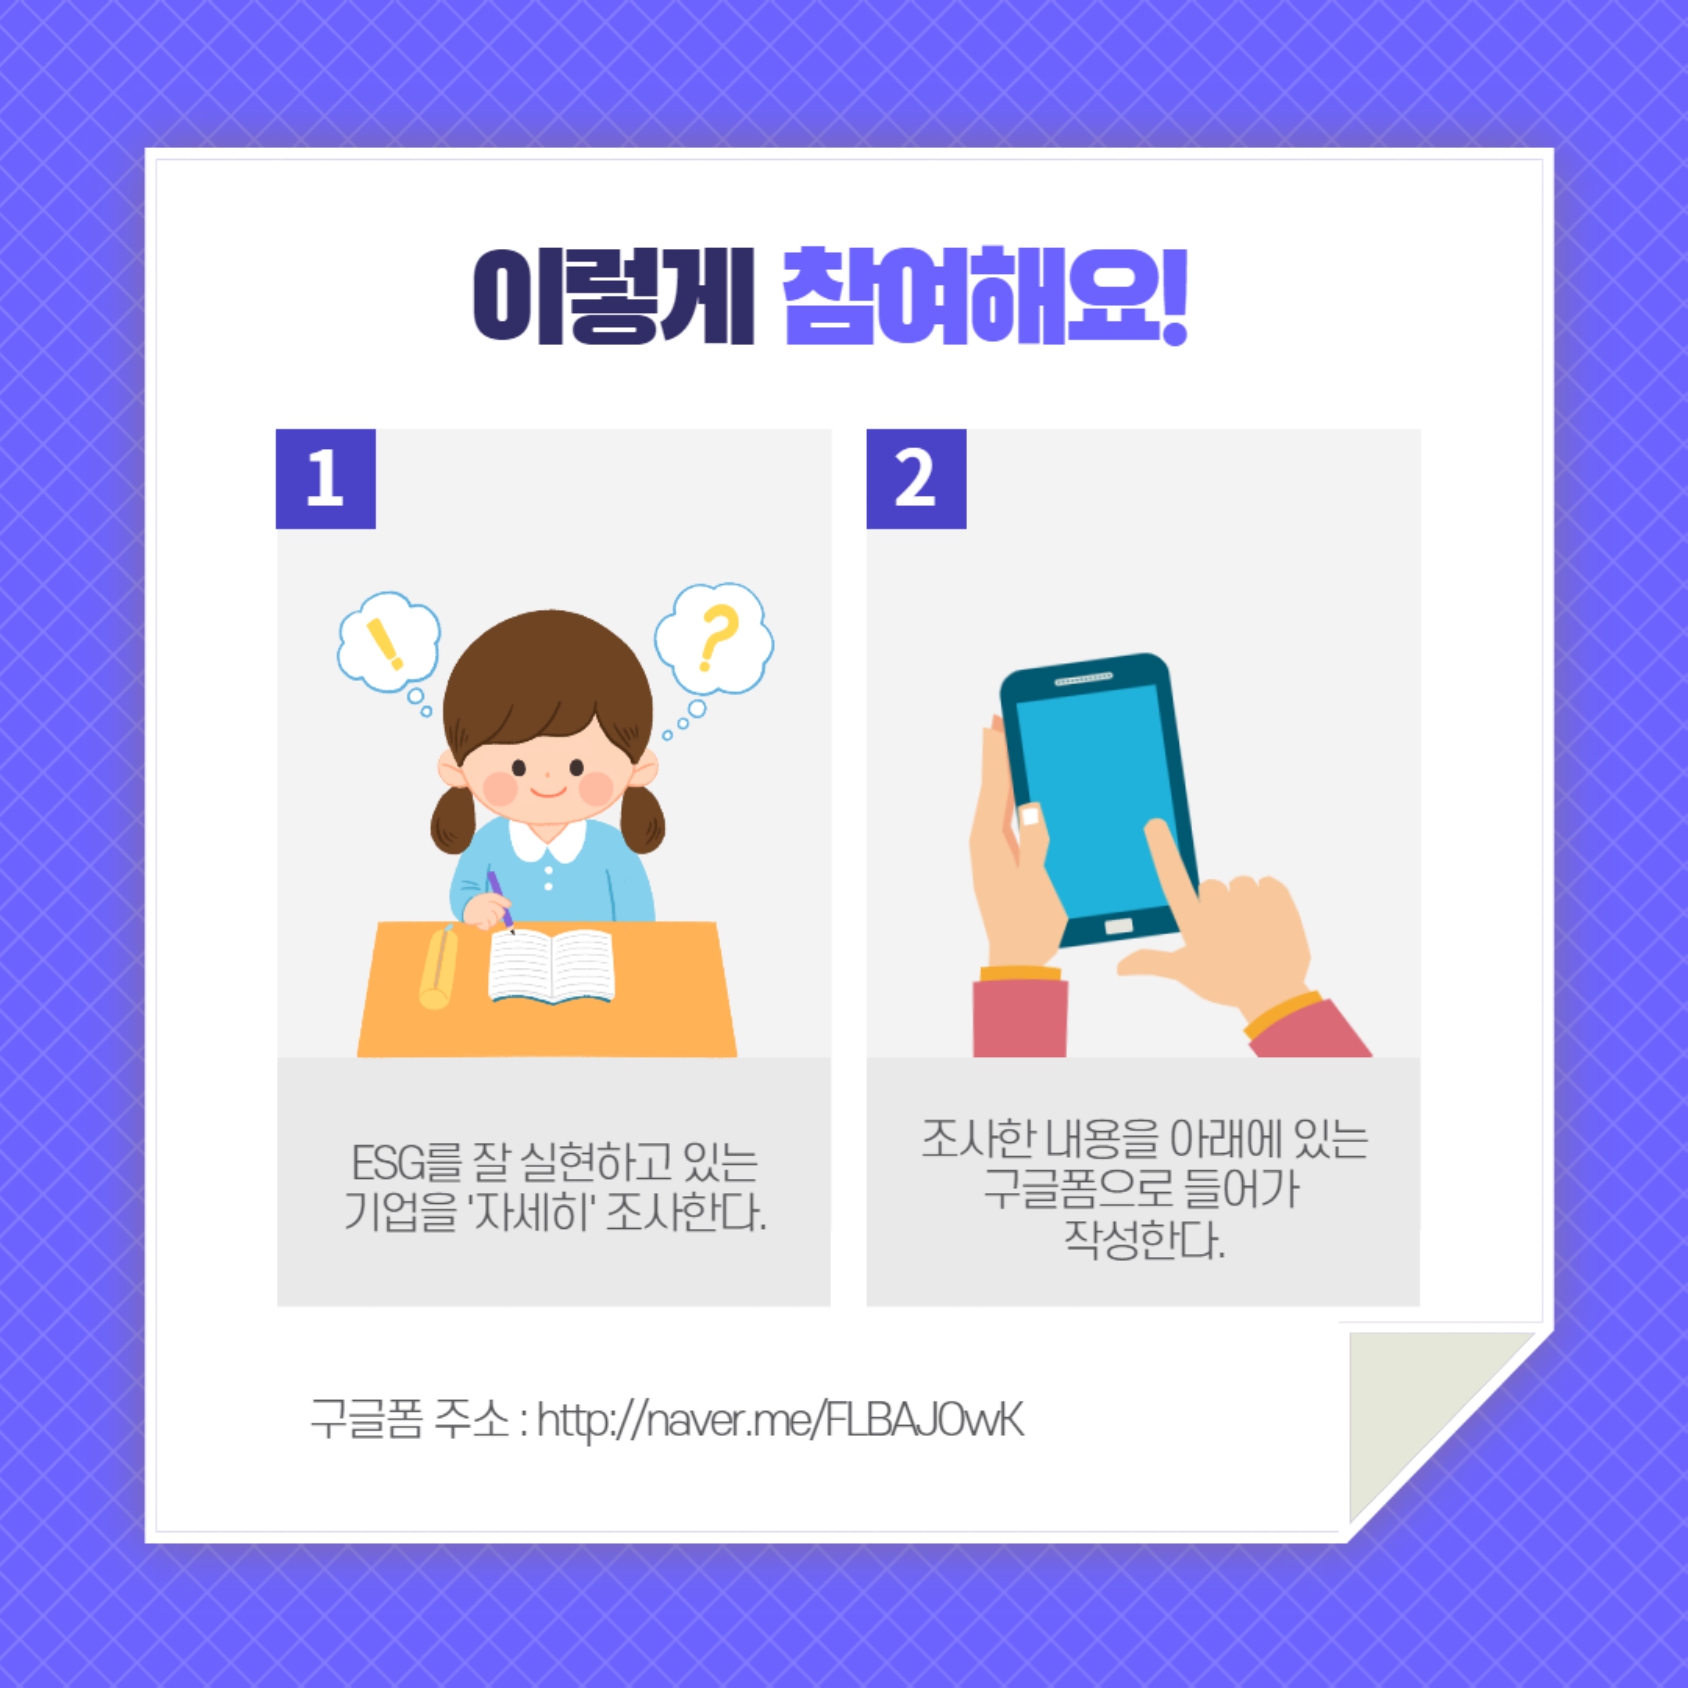 이렇게 참여해요!
1
2
!
?
ESG를 잘 실현하고 있는
기업을 '자세히' 조사한다.
조사한 내용을 아래에 있는
구글폼으로 들어가
작성한다.
구글폼 주소 : http://naver.me/FLBAJOwK